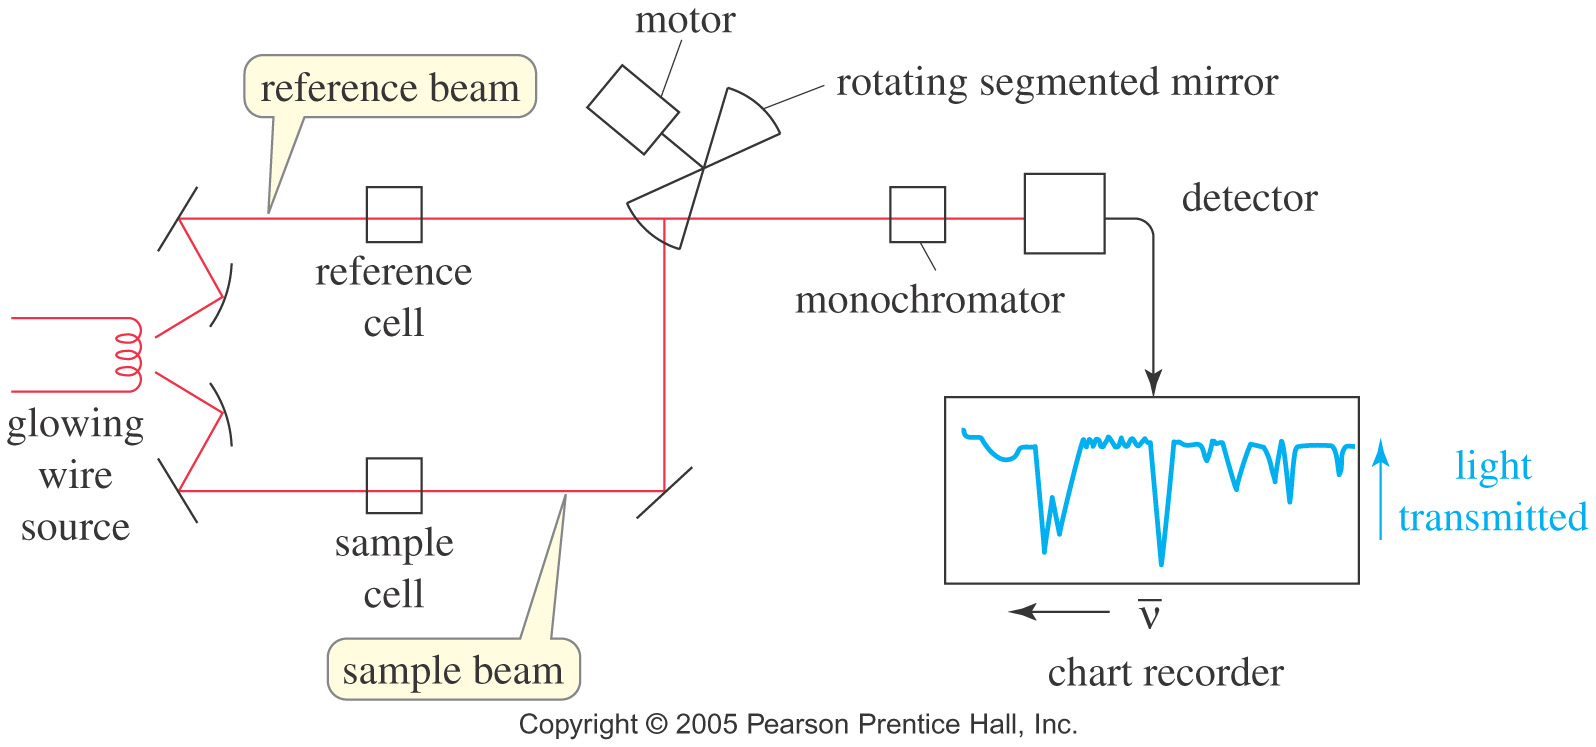 motor
reference beam
rotating segmented mirror
detector
reference
cell
monochromator
glowing
wire
source
light
transmitted
sample
cell
ν̅
sample beam
chart recorder
Copyright © 2005 Pearson Prentice Hall, Inc.